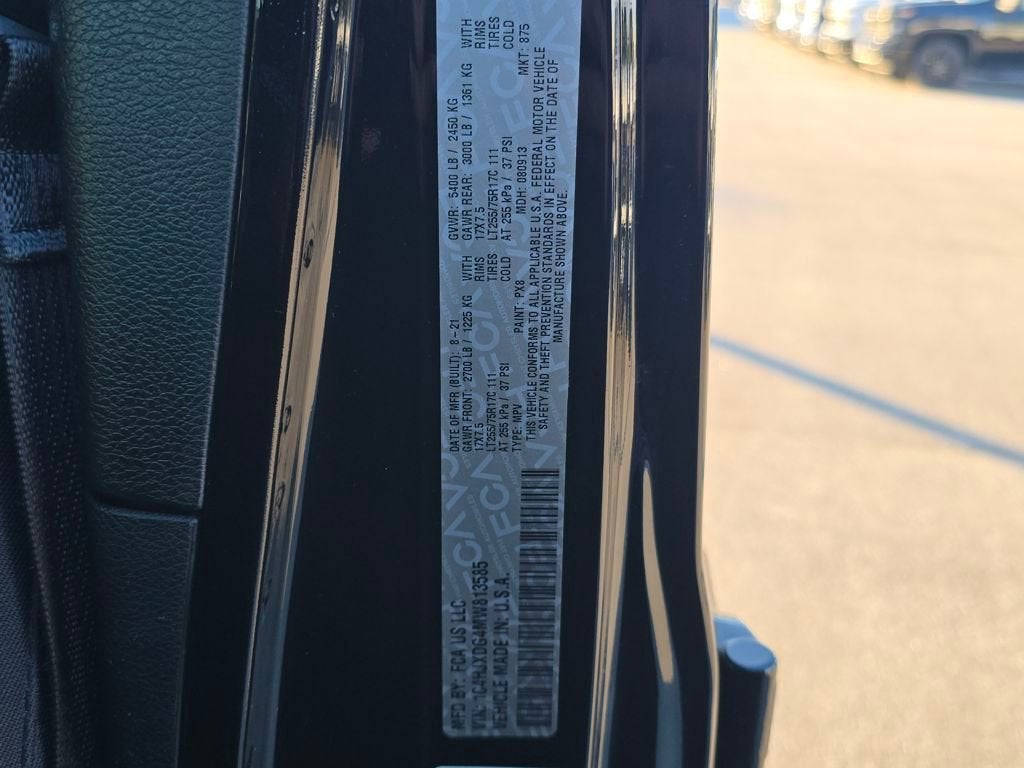 MFD BY: FCA US LLC
DATE OF MFR (BUILT): 8-21
GVWR: 5400 LB / 2450 KG
GAWR FRONT: 2700 LB / 1225 KG WITH
GAWR REAR: 3000 LB / 1361 KG WITH
17X7.5 RIMS
17X7.5 RIMS
LT255/75R17C 111 TIRES
LT255/75R17C 111 TIRES
AT 255 kPa / 37 PSI COLD
AT 255 kPa / 37 PSI COLD
VIN: 1C4HJXDG4MW813585
TYPE: MPV PAINT: PX8 MDH: 080913 MKT: 875
VEHICLE MADE IN: U.S.A.
THIS VEHICLE CONFORMS TO ALL APPLICABLE U.S.A. FEDERAL MOTOR VEHICLE
SAFETY AND THEFT PREVENTION STANDARDS IN EFFECT ON THE DATE OF
MANUFACTURE SHOWN ABOVE.